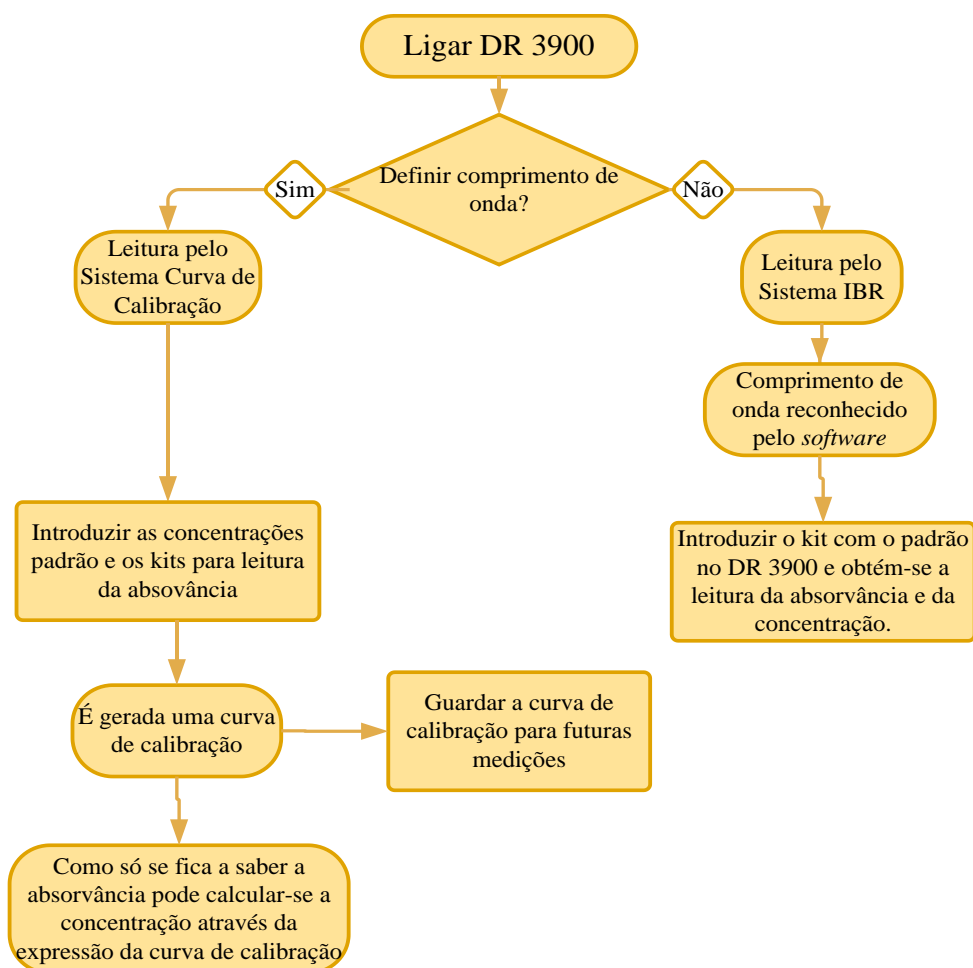 Ligar DR 3900
Definir comprimento de
onda?
Sim
Não
Leitura pelo
Sistema Curva de
Calibração
Leitura pelo
Sistema IBR
Comprimento de
onda reconhecido
pelo software
Introduzir as concentrações
padrão e os kits para leitura
da absovância
Introduzir o kit com o padrão
no DR 3900 e obtém-se a
leitura da absorvância e da
concentração.
É gerada uma curva
de calibração
Guardar a curva de
calibração para futuras
medições
Como só se fica a saber a
absorvância pode calcular-se a
concentração através da
expressão da curva de calibração